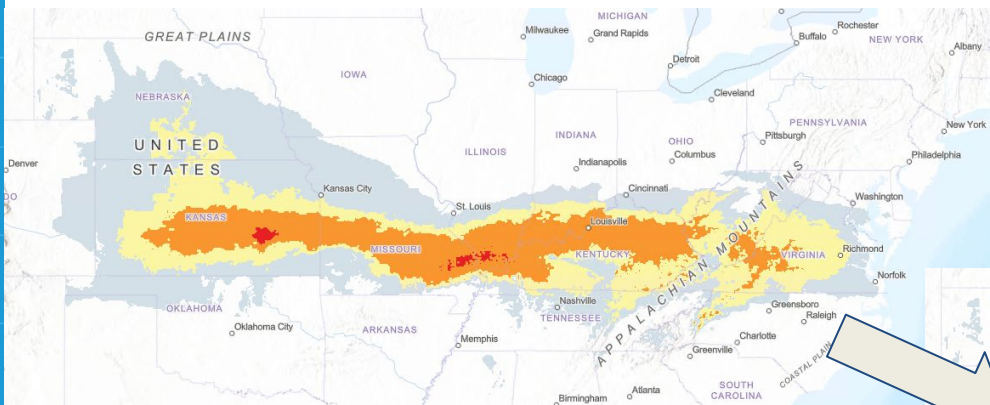 MICHIGAN
Milwaukee
Grand Rapids
Rochester
Buffalo
NEW YORK
Albany
GREAT PLAINS
Detroit
IOWA
Chicago
Cleveland
NEBRASKA
PENNSYLVANIA
New York
UNITED
STATES
ILLINOIS
INDIANA
OHIO
Pittsburgh
Indianapolis
Columbus
Philadelphia
Denver
DO
Kansas City
Cincinnati
Washington
St. Louis
KANSAS
Louisville
MISSOURI
KENTUCKY
APPALACHIAN MOUNTAINS
VIRGINIA
Richmond
Norfolk
OKLAHOMA
Nashville
TENNESSEE
Greensboro
Raleigh
Oklahoma City
ARKANSAS
Memphis
Charlotte
Greenville
COASTAL PLAIN
SOUTH
CAROLINA
Atlanta
Birmingham